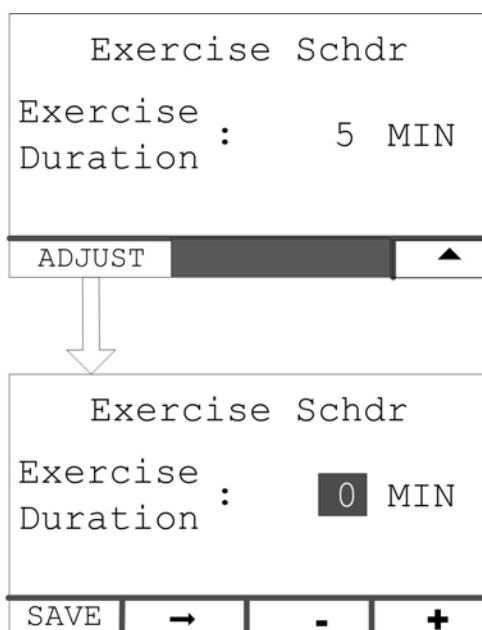 Exercise Schdr
Exercise
Duration : 5 MIN
ADJUST ▲
Exercise Schdr
Exercise
Duration : 0 MIN
SAVE → - +